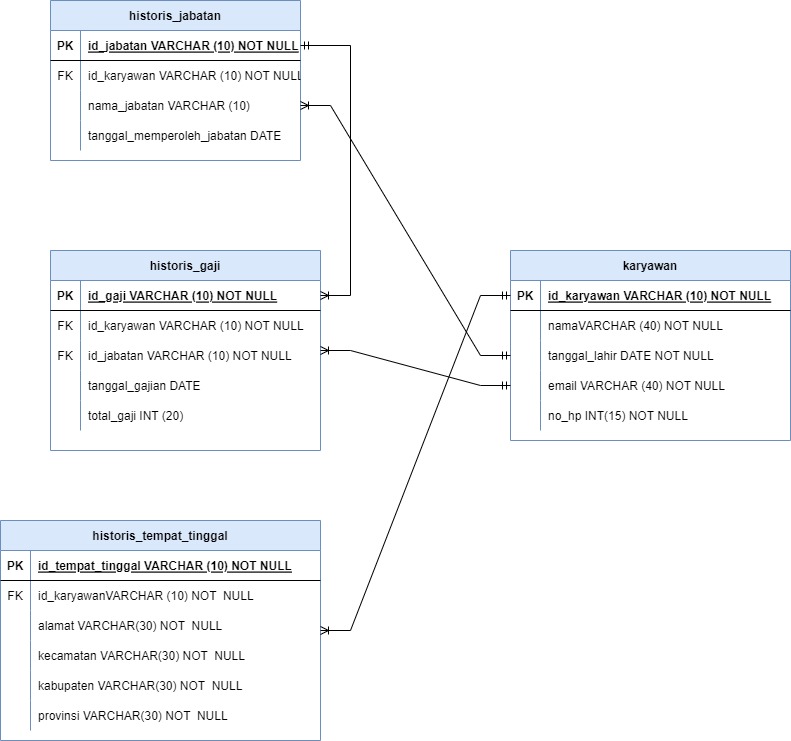 historis_jabatan
PK id_jabatan VARCHAR (10) NOT NULL
FK id_karyawan VARCHAR (10) NOT NULL
nama_jabatan VARCHAR (10)
tanggal_memperoleh_jabatan DATE
historis_gaji
PK id_gaji VARCHAR (10) NOT NULL
FK id_karyawan VARCHAR (10) NOT NULL
FK id_jabatan VARCHAR (10) NOT NULL
tanggal_gajian DATE
total_gaji INT (20)
karyawan
PK id_karyawan VARCHAR (10) NOT NULL
namaVARCHAR (40) NOT NULL
tanggal_lahir DATE NOT NULL
email VARCHAR (40) NOT NULL
no_hp INT(15) NOT NULL
historis_tempat_tinggal
PK id_tempat_tinggal VARCHAR (10) NOT NULL
FK id_karyawanVARCHAR (10) NOT  NULL
alamat VARCHAR(30) NOT  NULL
kecamatan VARCHAR(30) NOT  NULL
kabupaten VARCHAR(30) NOT  NULL
provinsi VARCHAR(30) NOT  NULL